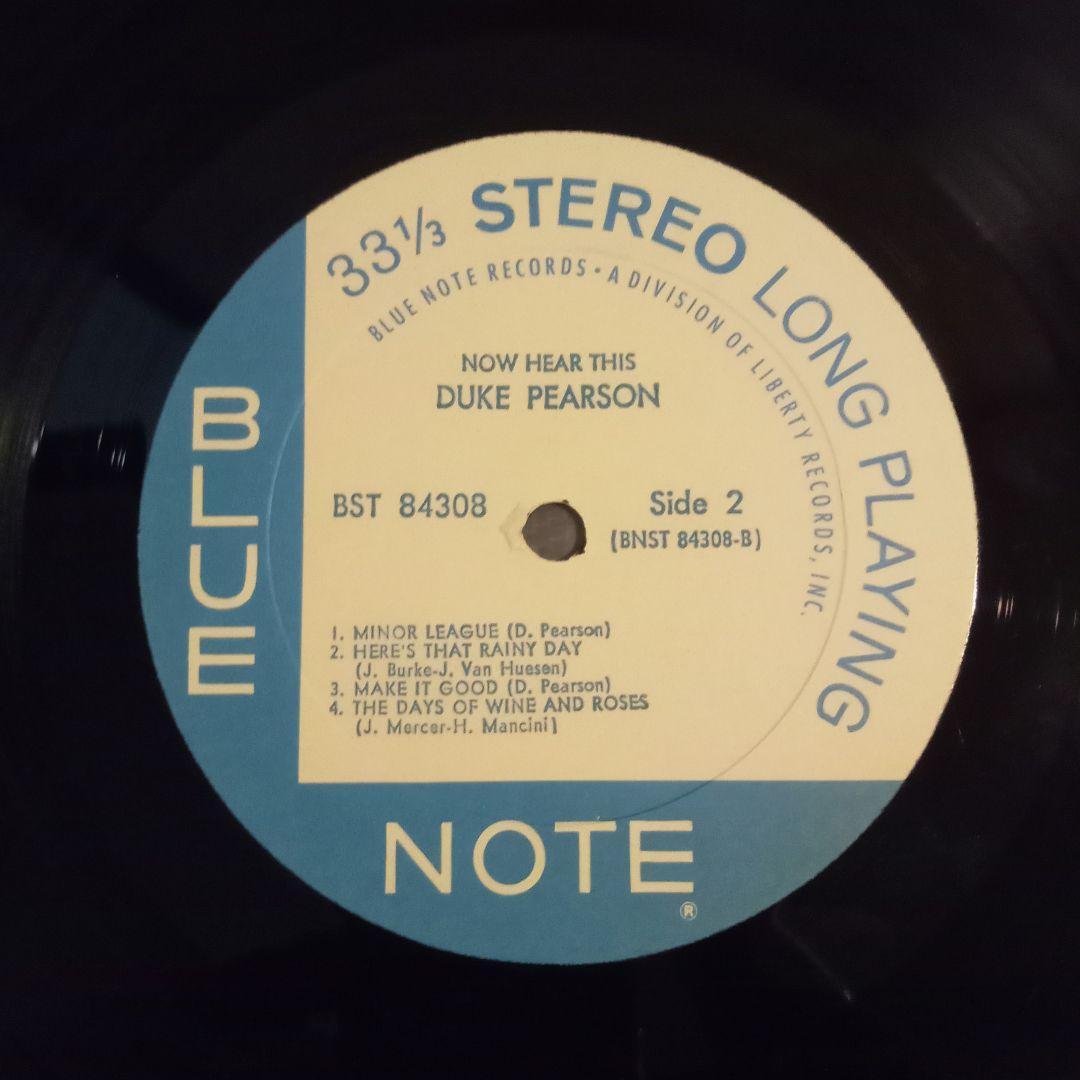 33⅓ STEREO LONG PLAYING
BLUE NOTE RECORDS · A DIVISION OF LIBERTY RECORDS, INC.
NOW HEAR THIS
DUKE PEARSON
BST 84308
Side 2
(BNST 84308-B)
1. MINOR LEAGUE (D. Pearson)
2. HERE'S THAT RAINY DAY
(J. Burke-J. Van Huesen)
3. MAKE IT GOOD (D. Pearson)
4. THE DAYS OF WINE AND ROSES
(J. Mercer-H. Mancini)
BLUE
NOTE
®